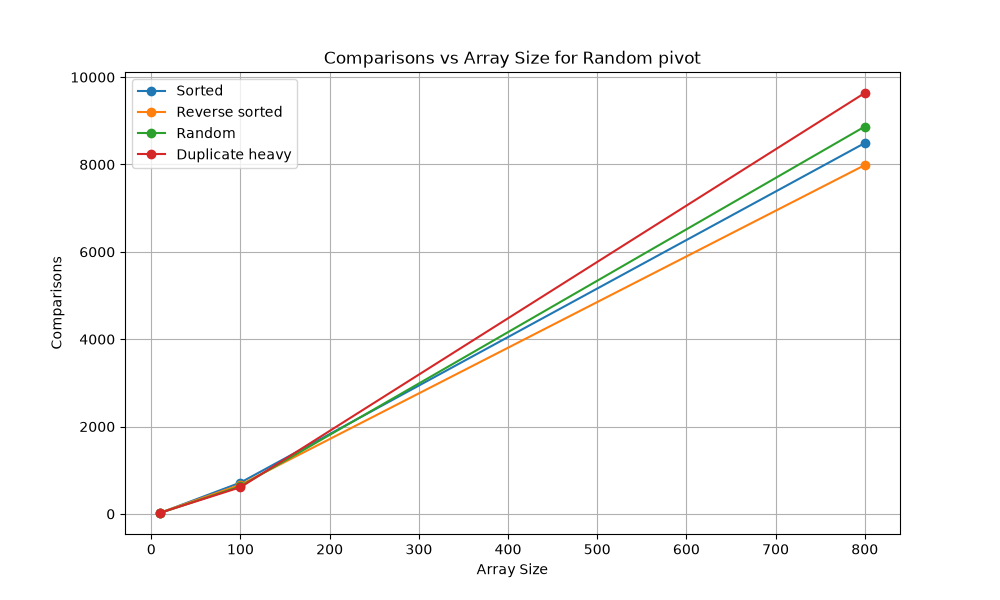 Comparisons vs Array Size for Random pivot
10000
8000
6000
4000
2000
0
Comparisons
Sorted
Reverse sorted
Random
Duplicate heavy
0 100 200 300 400 500 600 700 800
Array Size